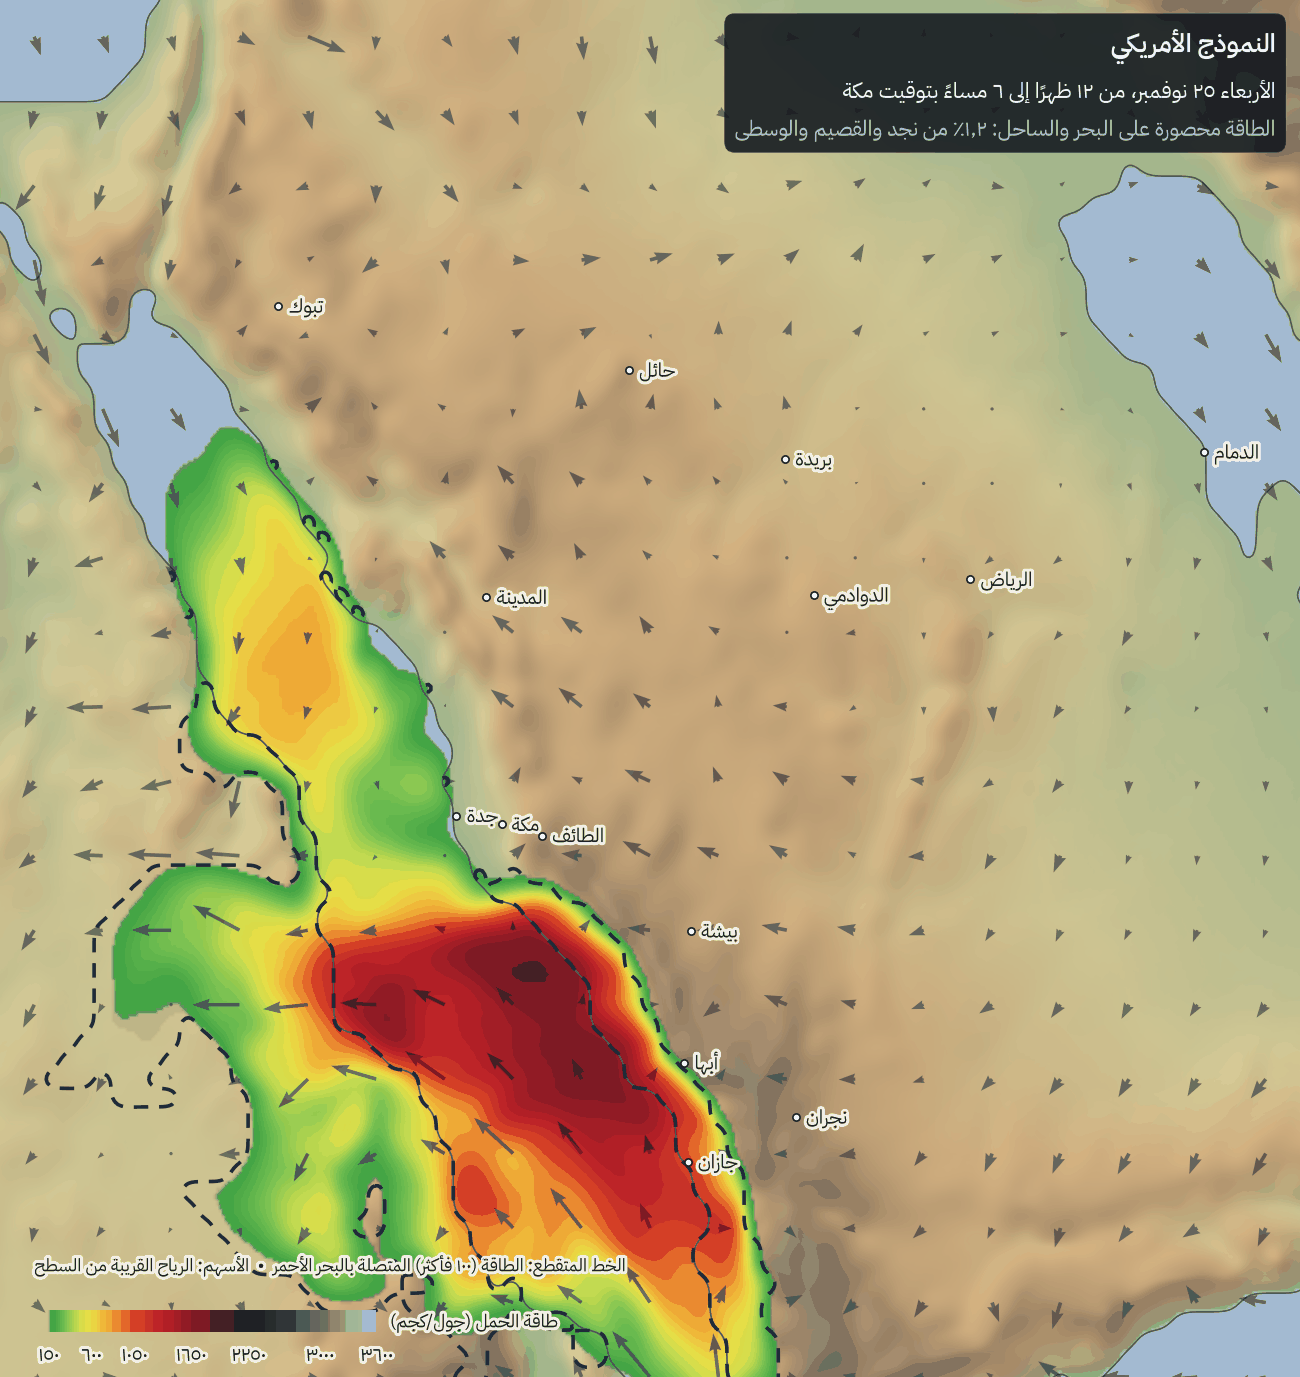 النموذج الأمريكي
الأربعاء ٢٥ نوفمبر، من ١٢ ظهرًا إلى ٦ مساءً بتوقيت مكة
الطاقة محصورة على البحر والساحل: ١,٢٪ من نجد والقصيم والوسطى
تبوك
حائل
بريدة
الدمام
المدينة
الدوادمي
الرياض
جدة
مكة
الطائف
بيشة
أبها
نجران
جازان
الخط المتقطع: الطاقة (١٠٠ فأكثر) المتصلة بالبحر الأحمر • الأسهم: الرياح القريبة من السطح
طاقة الحمل (جول/كجم)
١٥٠ ٦٠٠ ١٠٥٠ ١٦٥٠ ٢٢٥٠ ٣٠٠٠ ٣٦٠٠